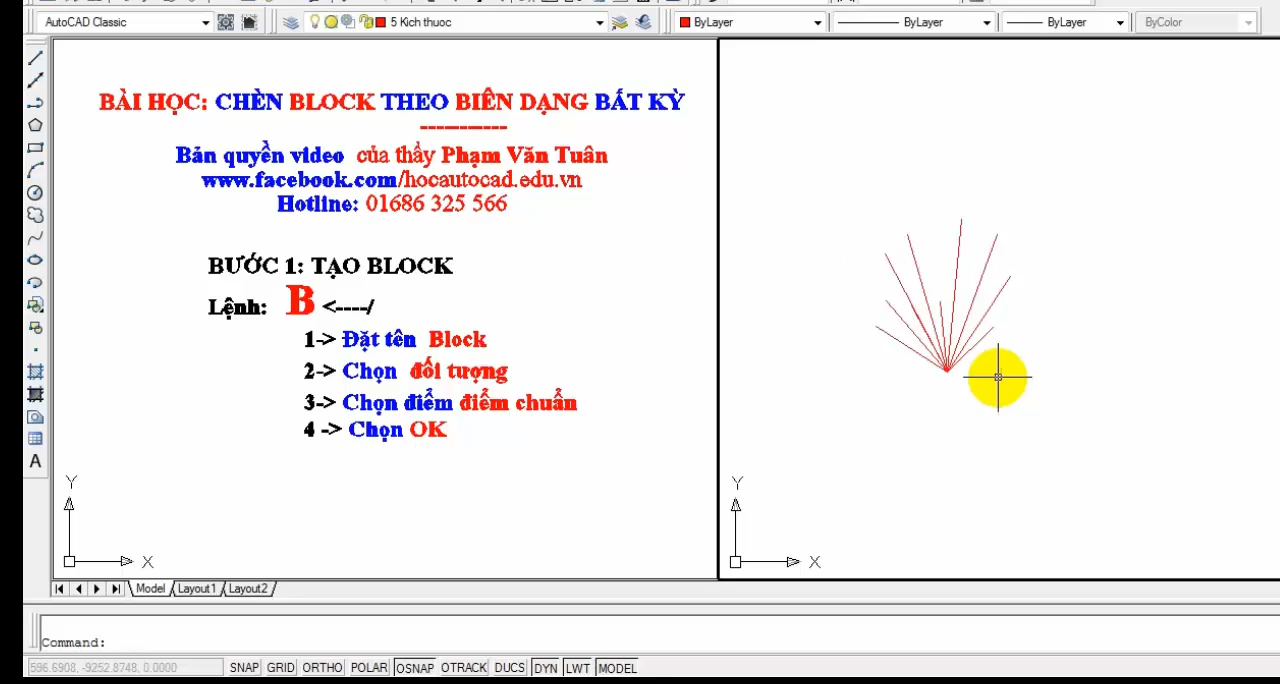 AutoCAD Classic
5 Kich thuoc
ByLayer
ByLayer
ByLayer
ByColor
BÀI HỌC: CHÈN BLOCK THEO BIÊN DẠNG BẤT KỲ
-----------
Bản quyền video của thầy Phạm Văn Tuân
www.facebook.com/hocautocad.edu.vn
Hotline: 01686 325 566
BƯỚC 1: TẠO BLOCK
Lệnh: B <----/
1-> Đặt tên Block
2-> Chọn đối tượng
3-> Chọn điểm điểm chuẩn
4 -> Chọn OK
A
Y
X
Y
X
Model
Layout1
Layout2
Command:
596.6908, -9252.8748, 0.0000
SNAP
GRID
ORTHO
POLAR
OSNAP
OTRACK
DUCS
DYN
LWT
MODEL